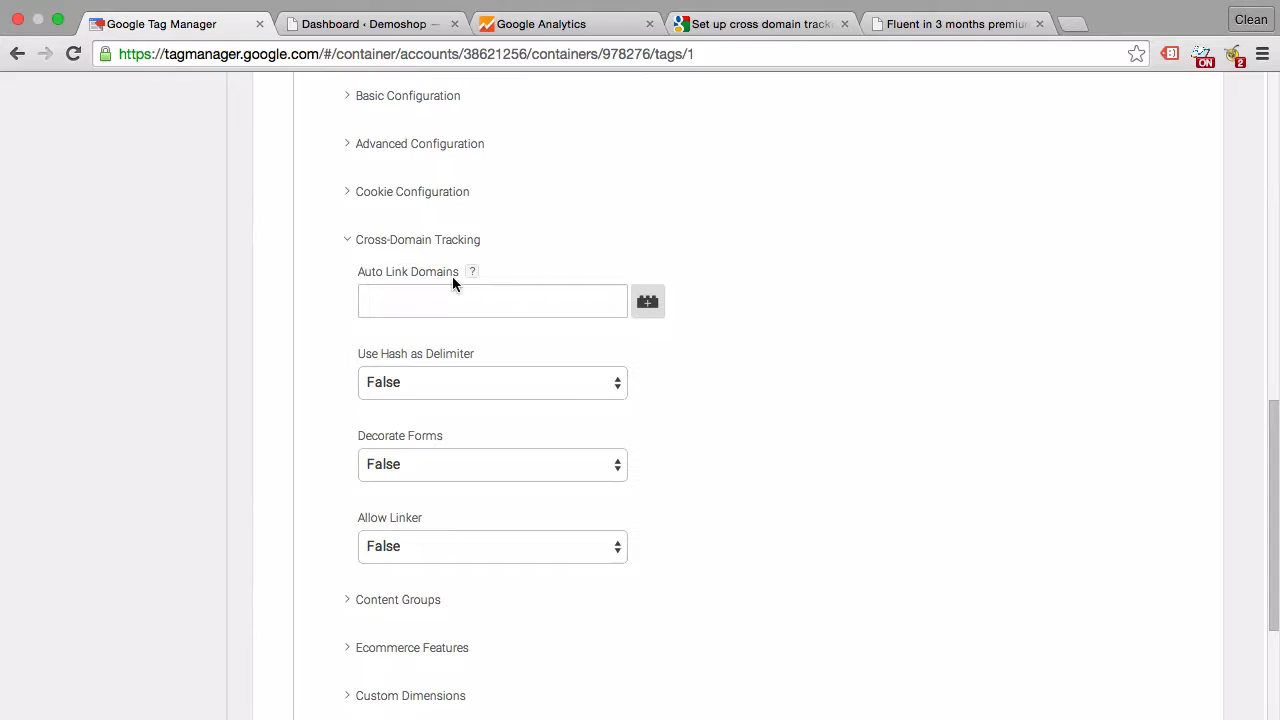 Google Tag Manager
Dashboard ‹ Demoshop —
Google Analytics
Set up cross domain track
Fluent in 3 months premiu
Clean
https://tagmanager.google.com/#/container/accounts/38621256/containers/978276/tags/1
ON
2
Basic Configuration
Advanced Configuration
Cookie Configuration
Cross-Domain Tracking
Auto Link Domains ?
Use Hash as Delimiter
False
Decorate Forms
False
Allow Linker
False
Content Groups
Ecommerce Features
Custom Dimensions